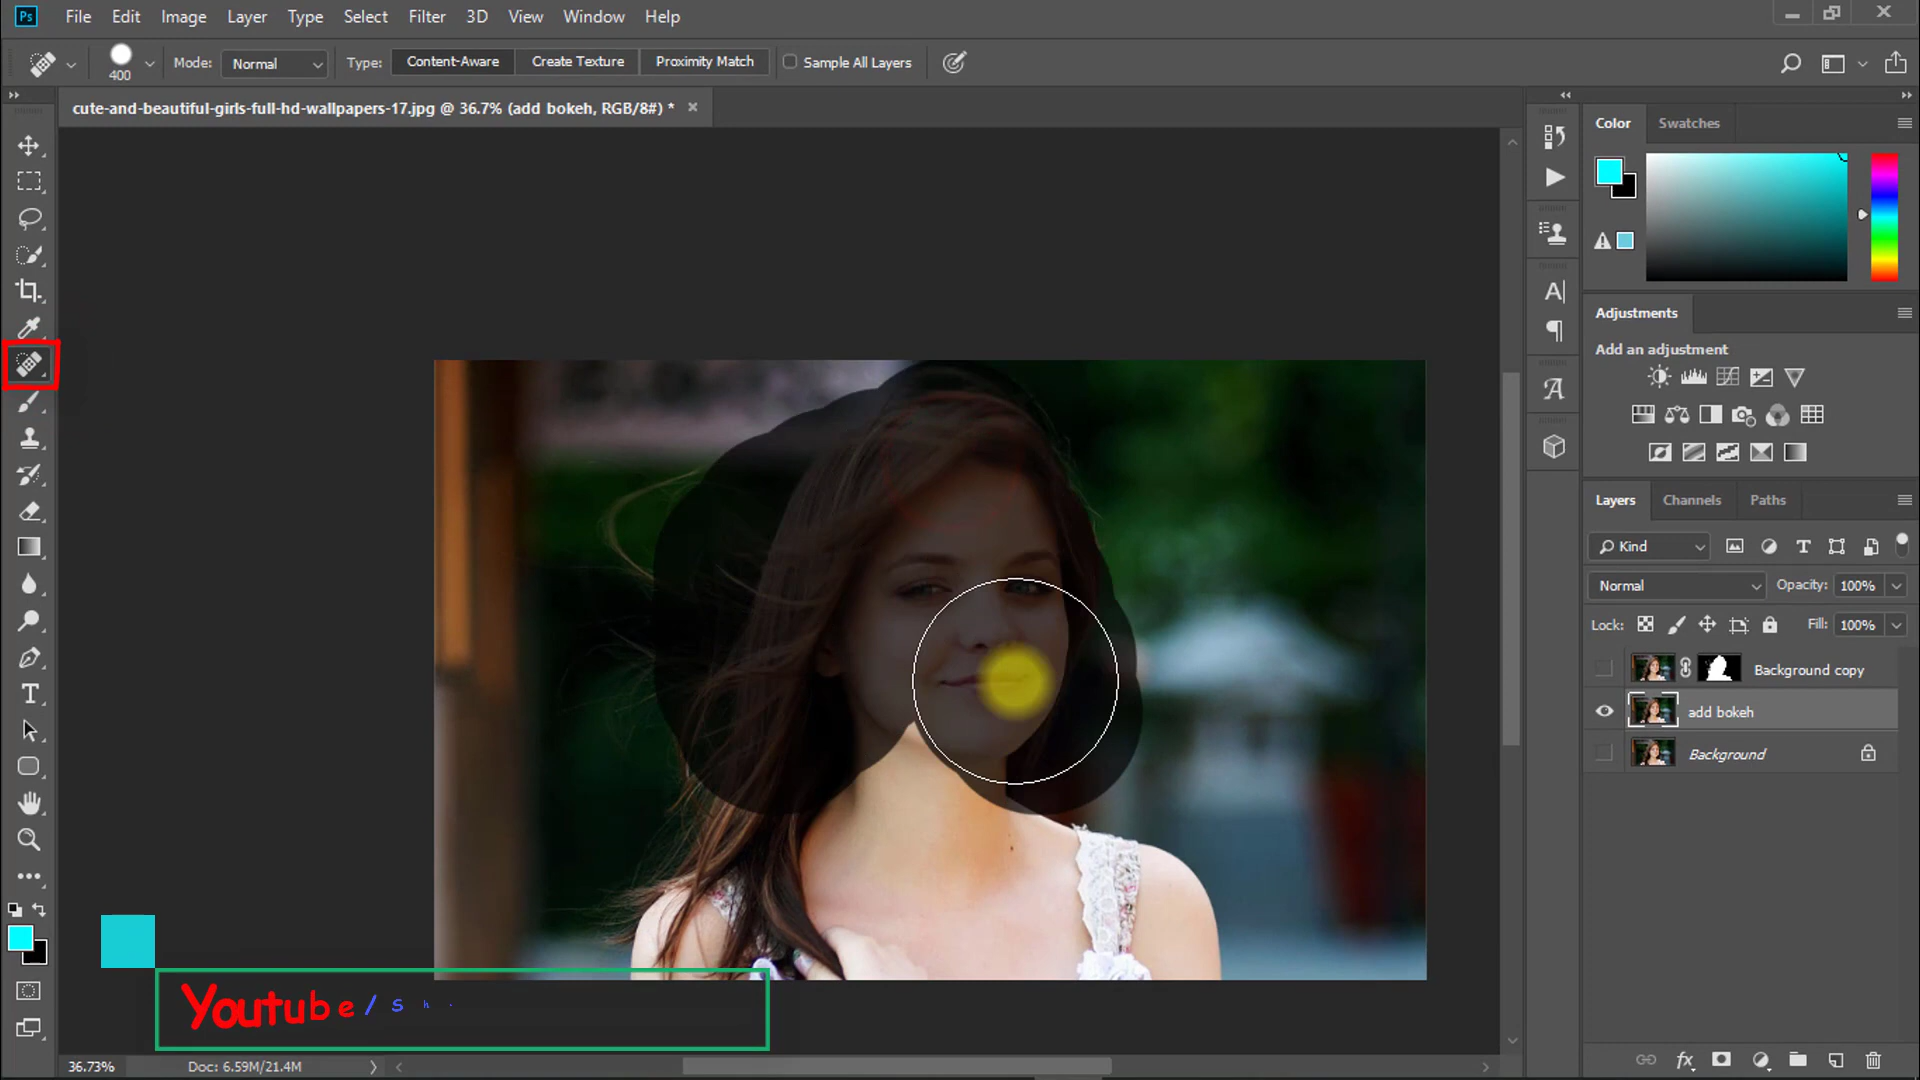 Ps File Edit Image Layer Type Select Filter 3D View Window Help
400 Mode: Normal Type: Content-Aware Create Texture Proximity Match Sample All Layers
cute-and-beautiful-girls-full-hd-wallpapers-17.jpg @ 36.7% (add bokeh, RGB/8#) *
Color Swatches
Adjustments
Add an adjustment
Layers Channels Paths
Kind
Normal Opacity: 100%
Lock: Fill: 100%
Background copy
add bokeh
Background
Youtube/sh
36.73% Doc: 6.59M/21.4M